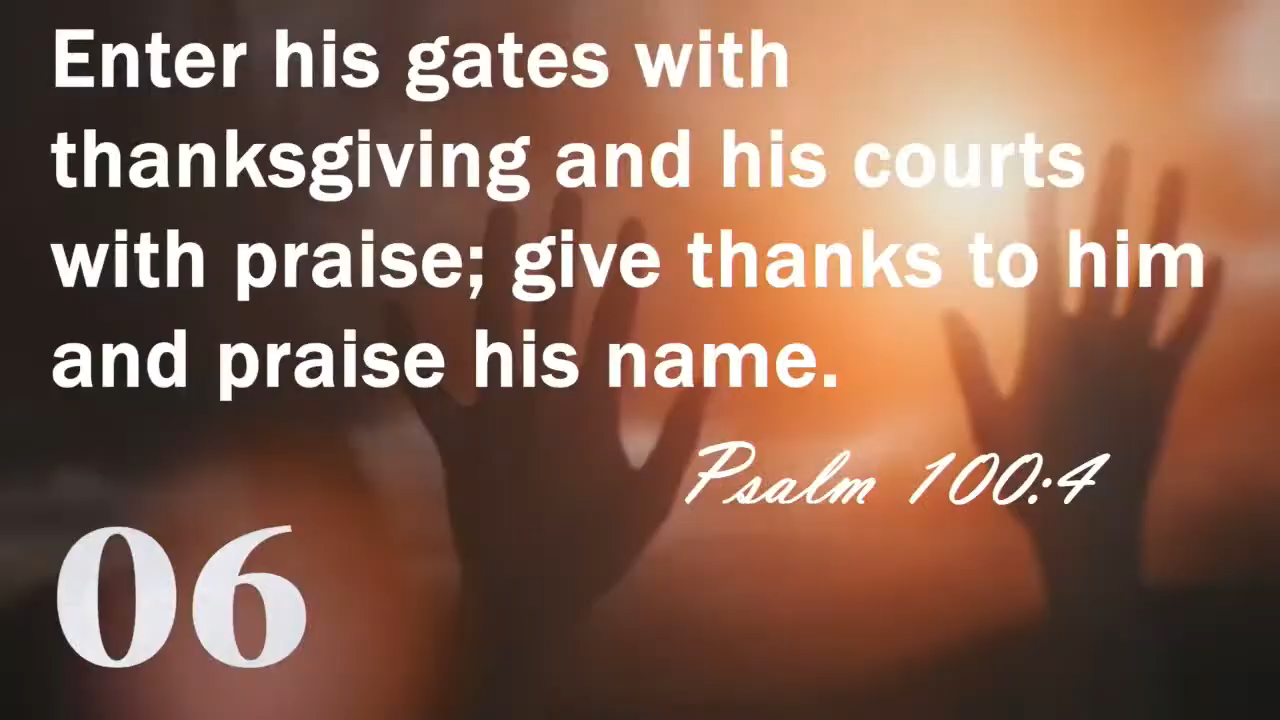 Enter his gates with
thanksgiving and his courts
with praise; give thanks to him
and praise his name.
Psalm 100:4
06